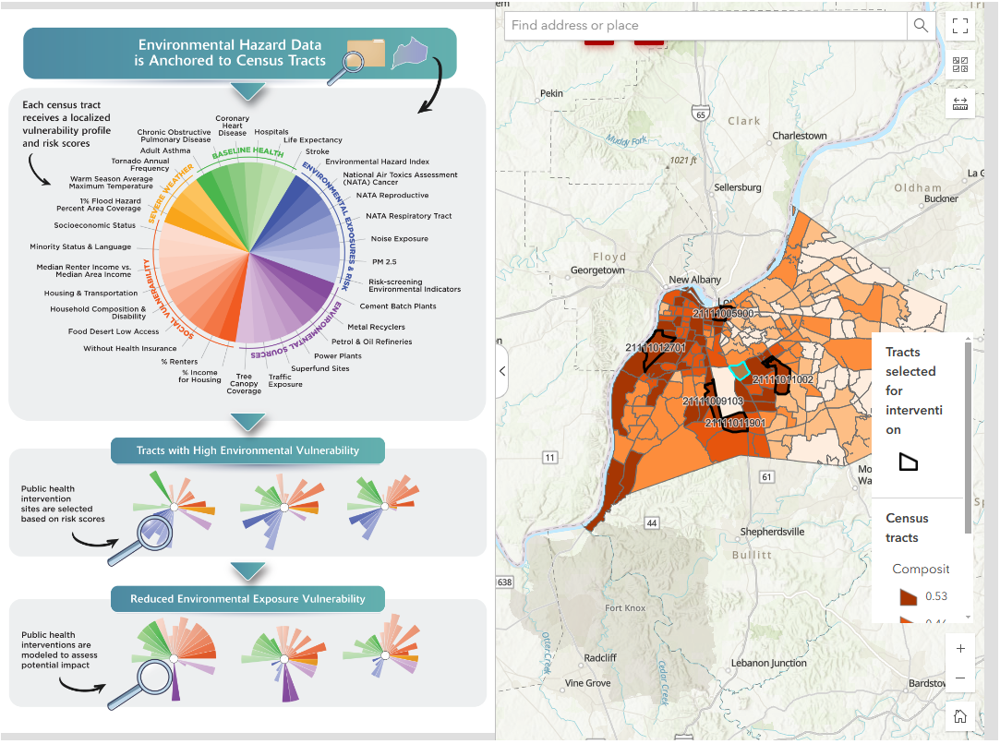 Environmental Hazard Data
is Anchored to Census Tracts
Each census tract
receives a localized
vulnerability profile
and risk scores
Coronary
Heart
Disease
Hospitals
Chronic Obstructive
Pulmonary Disease
Life Expectancy
Adult Asthma
Stroke
Tornado Annual
Frequency
Environmental Hazard Index
Warm Season Average
Maximum Temperature
National Air Toxics Assessment
(NATA) Cancer
1% Flood Hazard
Percent Area Coverage
NATA Reproductive
Socioeconomic Status
NATA Respiratory Tract
Minority Status & Language
Noise Exposure
Median Renter Income vs.
Median Area Income
PM 2.5
Housing & Transportation
Risk-screening
Environmental Indicators
Household Composition &
Disability
Cement Batch Plants
Food Desert Low Access
Metal Recyclers
Without Health Insurance
Petrol & Oil Refineries
% Renters
Power Plants
% Income
for Housing
Superfund Sites
Tree
Canopy
Coverage
Traffic
Exposure
BASELINE HEALTH
SEVERE WEATHER
ENVIRONMENTAL EXPOSURES & RISK
SOCIAL VULNERABILITY
ENVIRONMENTAL SOURCES
Tracts with High Environmental Vulnerability
Public health
intervention
sites are selected
based on risk scores
Reduced Environmental Exposure Vulnerability
Public health
interventions are
modeled to assess
potential impact
Find address or place
Pekin
65
Clark
Muddy Fork
Charlestown
1021 ft
Sellersburg
La G
Oldham
Buckner
Floyd
Georgetown
New Albany
21111005900
21111012701
21111011002
21111009103
21111011901
11
61
Mo
Wa
44
Shepherdsville
Bullitt
638
Fort Knox
Otter Creek
Radcliff
Cedar Creek
Lebanon Junction
Vine Grove
Bardstow
Tracts
selected
for
interventi
on
Census
tracts
Composit
0.53